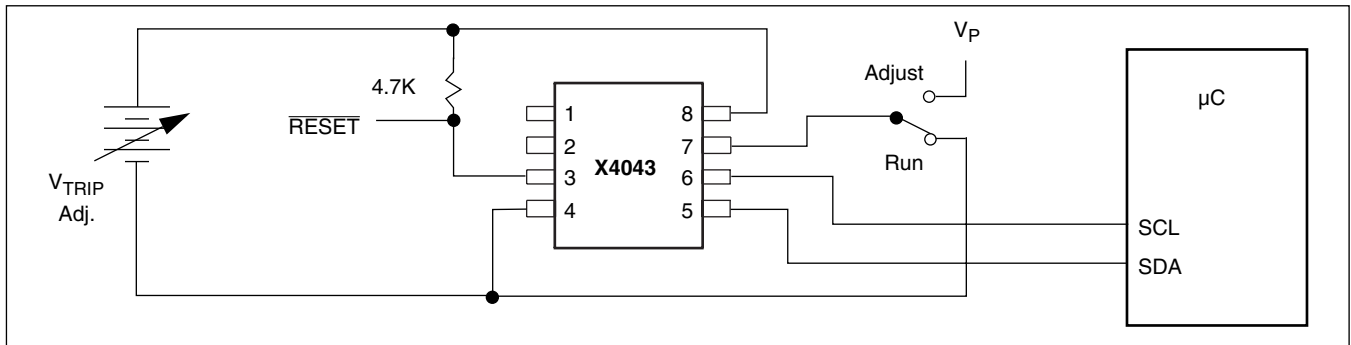 V_P
Adjust
µC
4.7K
1
8
RESET
7
2
X4043
Run
3
6
V_TRIP
Adj.
4
5
SCL
SDA